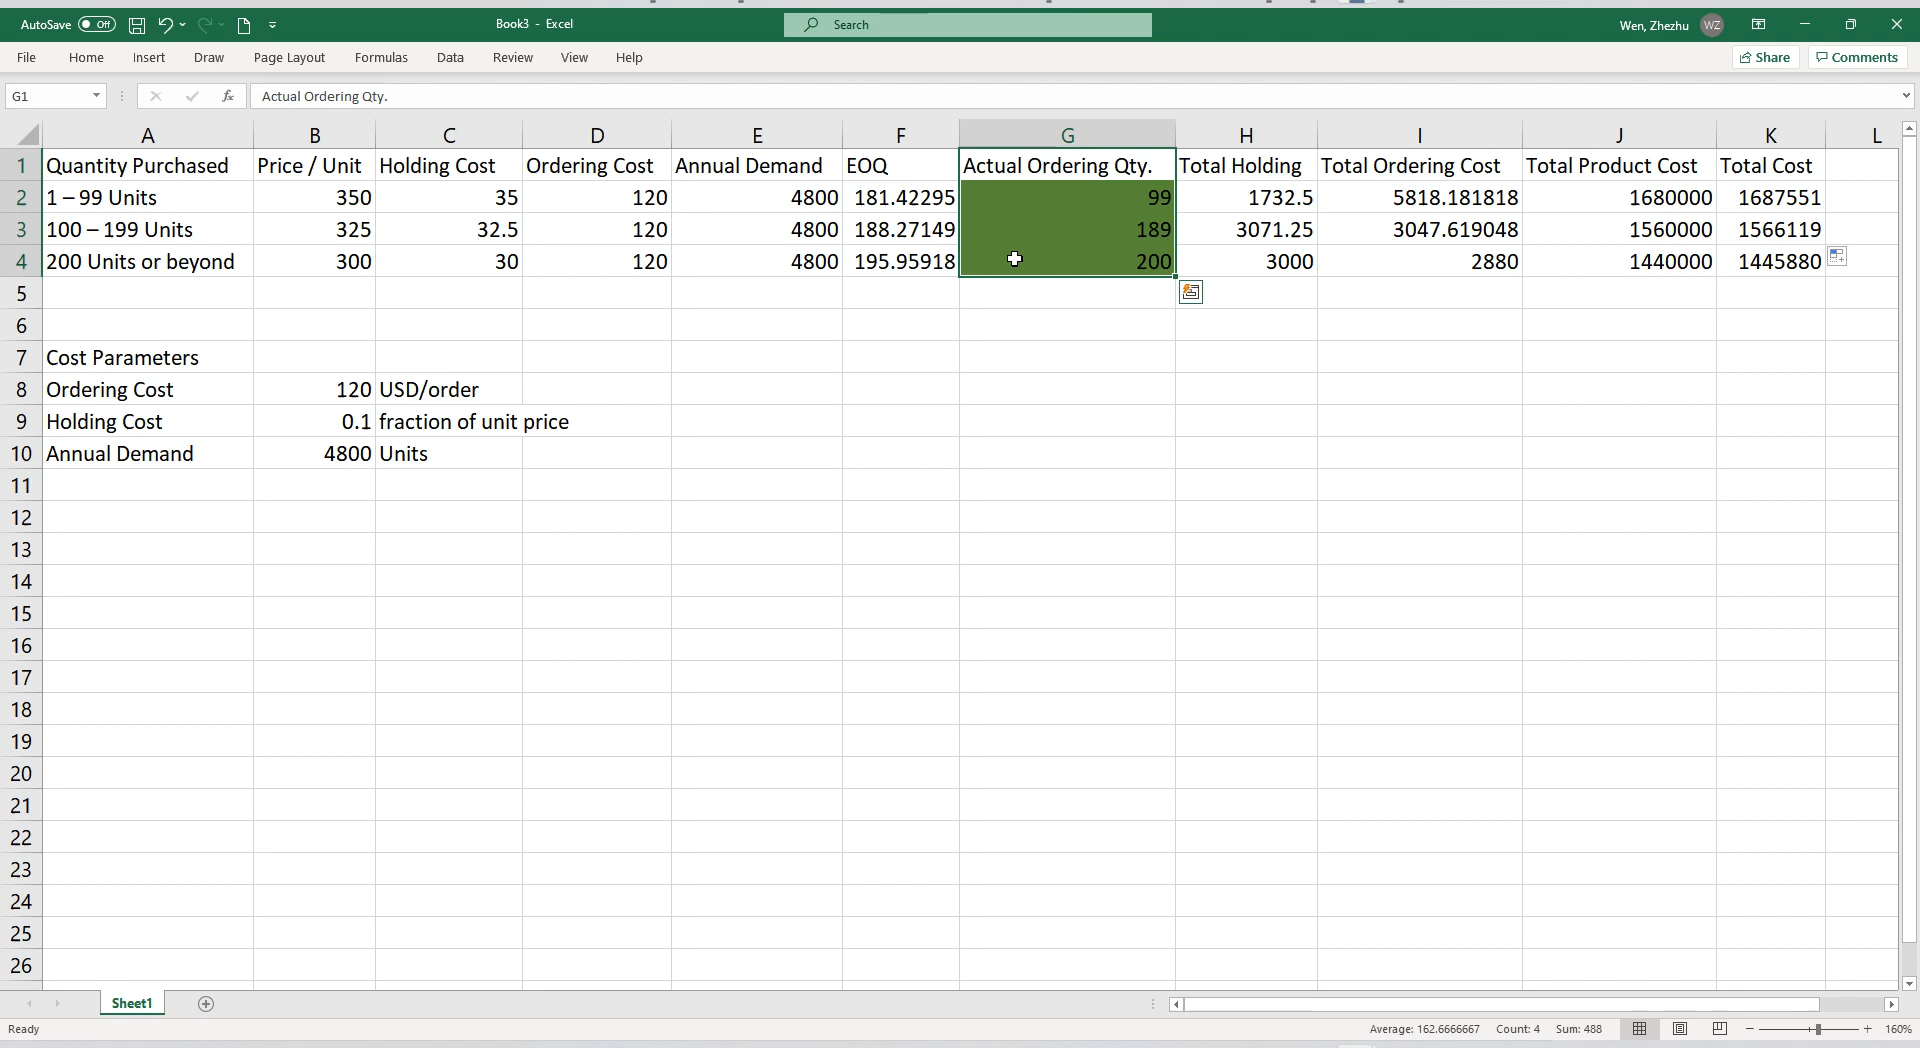 AutoSave Off Book3 - Excel Search Wen, Zhezhu WZ
File Home Insert Draw Page Layout Formulas Data Review View Help Share Comments
G1 fx Actual Ordering Qty.
A B C D E F G H I J K L
1 Quantity Purchased Price / Unit Holding Cost Ordering Cost Annual Demand EOQ Actual Ordering Qty. Total Holding Total Ordering Cost Total Product Cost Total Cost
2 1 – 99 Units 350 35 120 4800 181.42295 99 1732.5 5818.181818 1680000 1687551
3 100 – 199 Units 325 32.5 120 4800 188.27149 189 3071.25 3047.619048 1560000 1566119
4 200 Units or beyond 300 30 120 4800 195.95918 200 3000 2880 1440000 1445880
5
6
7 Cost Parameters
8 Ordering Cost 120 USD/order
9 Holding Cost 0.1 fraction of unit price
10 Annual Demand 4800 Units
11
12
13
14
15
16
17
18
19
20
21
22
23
24
25
26
Sheet1
Ready Average: 162.6666667 Count: 4 Sum: 488 160%